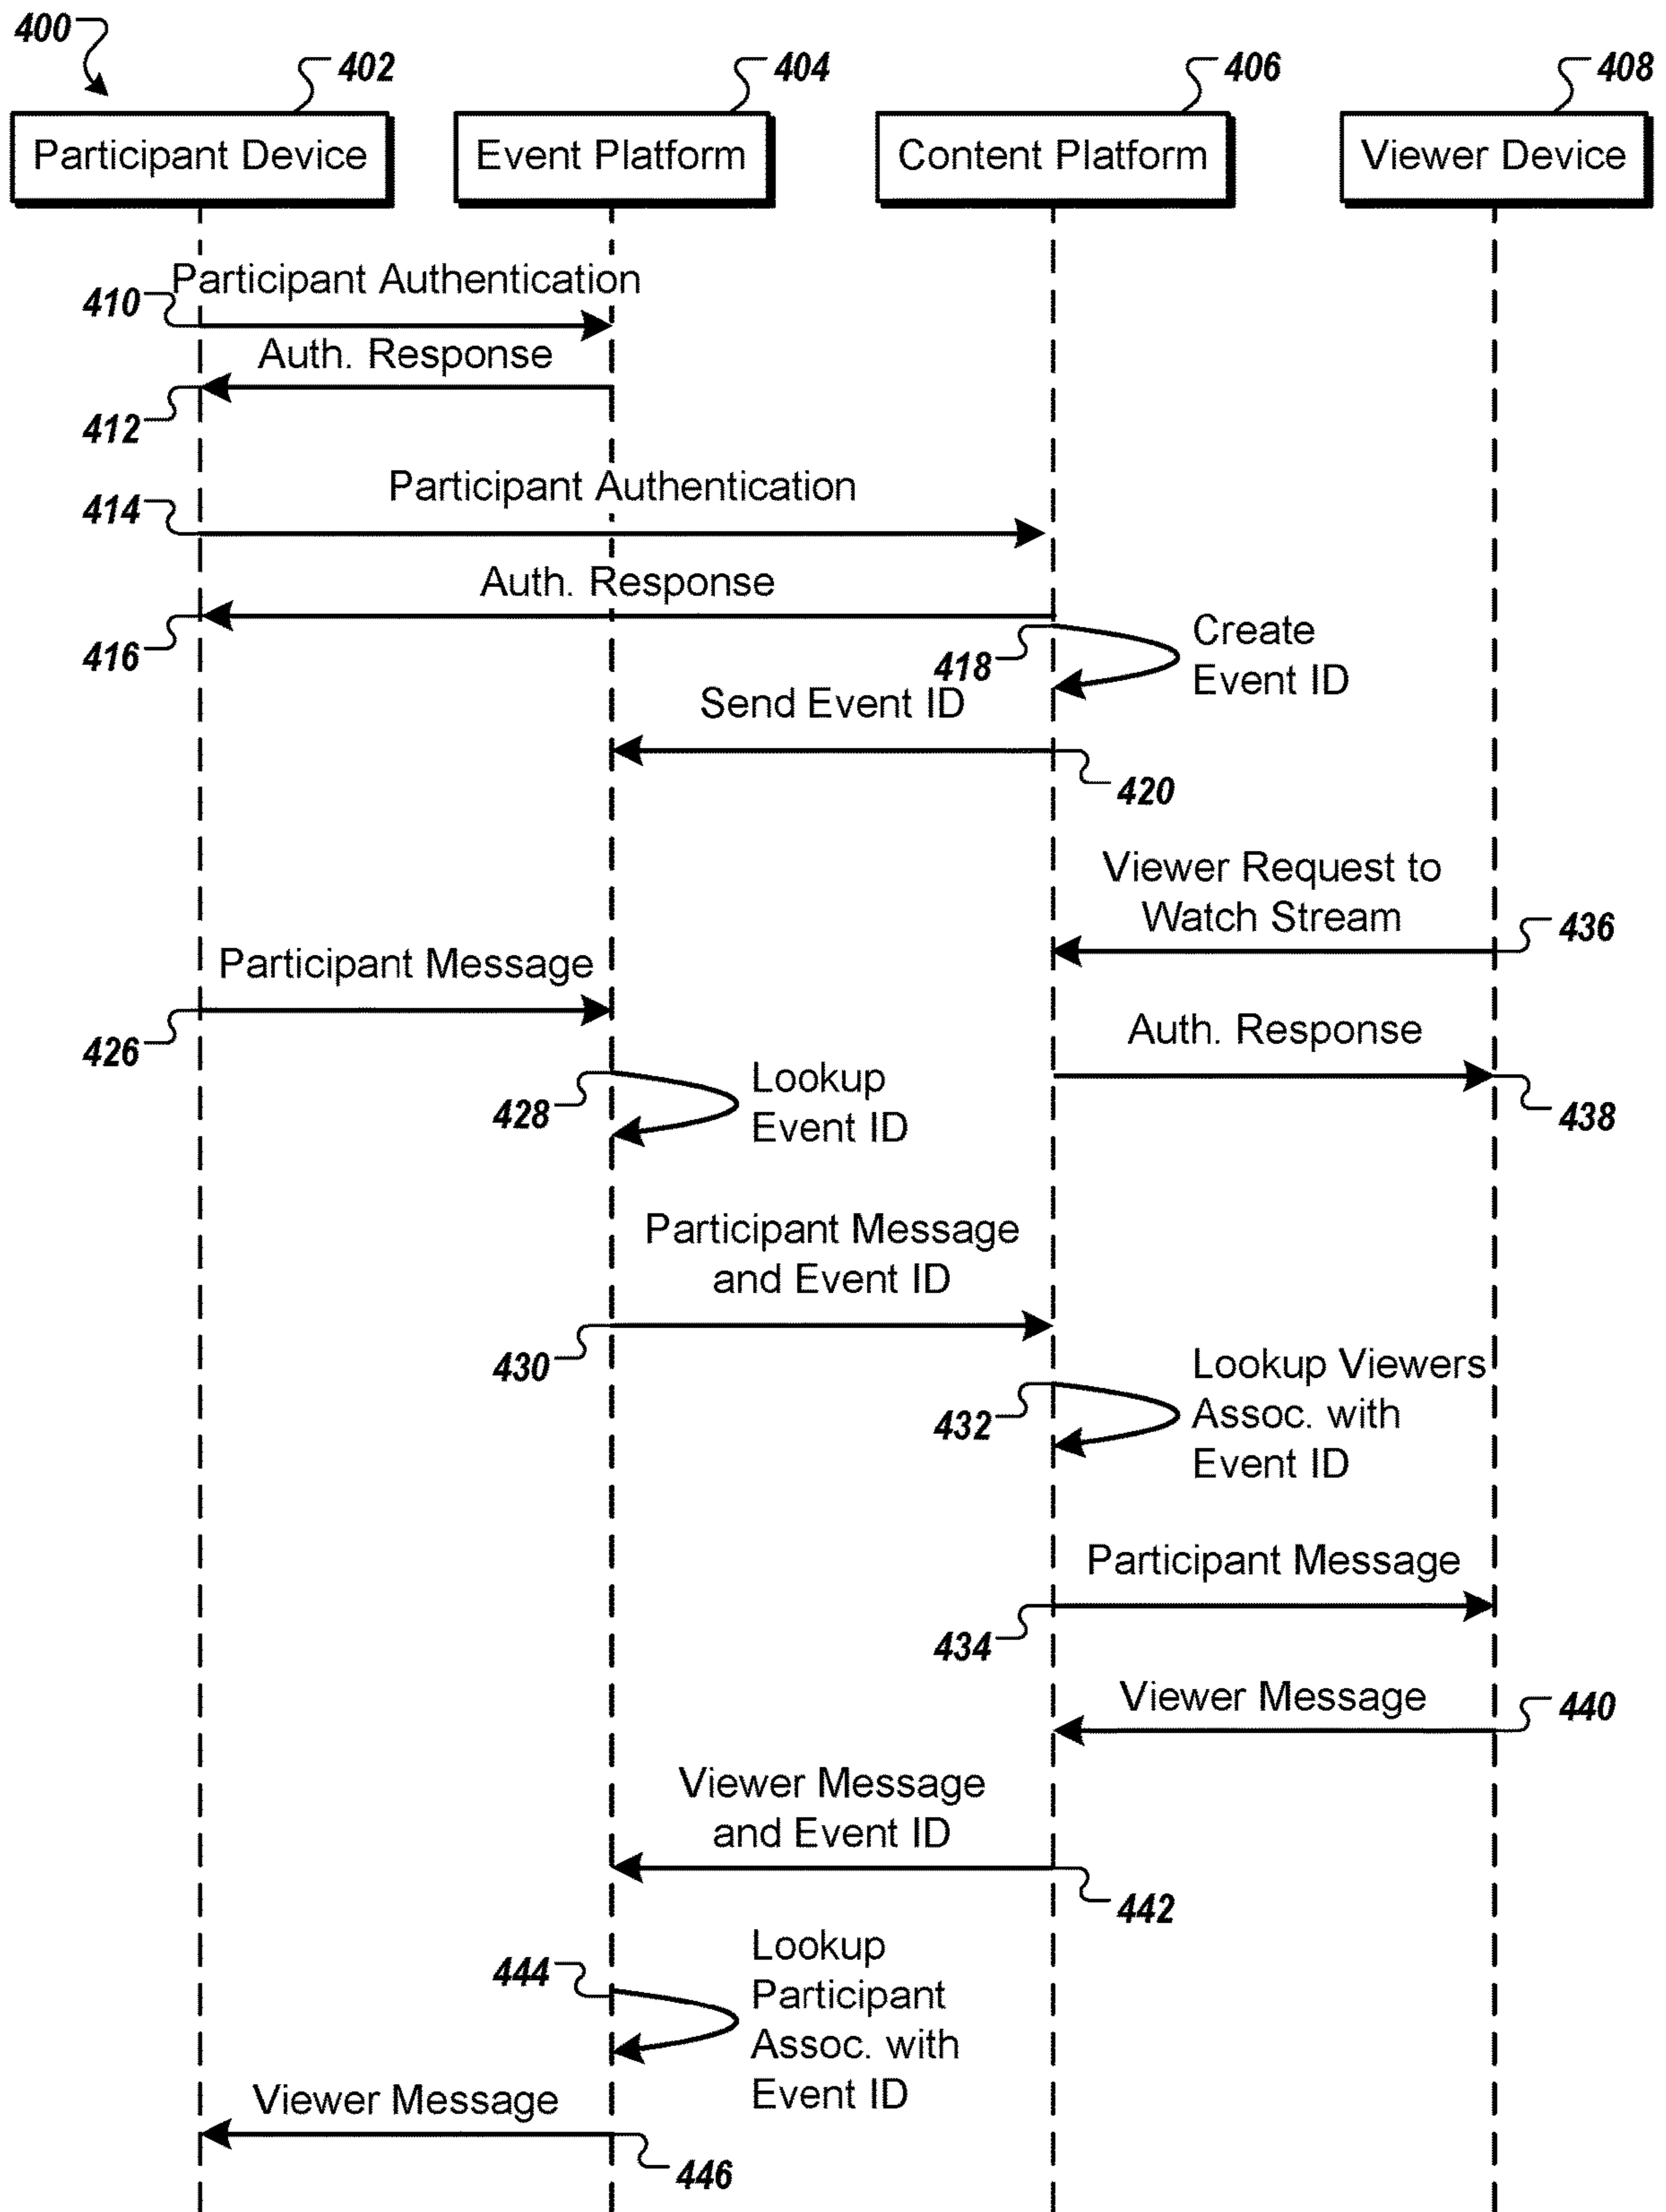 400
402
404
406
408
Participant Device
Event Platform
Content Platform
Viewer Device
Participant Authentication
410
Auth. Response
412
Participant Authentication
414
Auth. Response
416
418
Create
Event ID
Send Event ID
420
Viewer Request to
Watch Stream
436
Participant Message
426
Auth. Response
438
428
Lookup
Event ID
Participant Message
and Event ID
430
432
Lookup Viewers
Assoc. with
Event ID
Participant Message
434
Viewer Message
440
Viewer Message
and Event ID
442
444
Lookup
Participant
Assoc. with
Event ID
Viewer Message
446